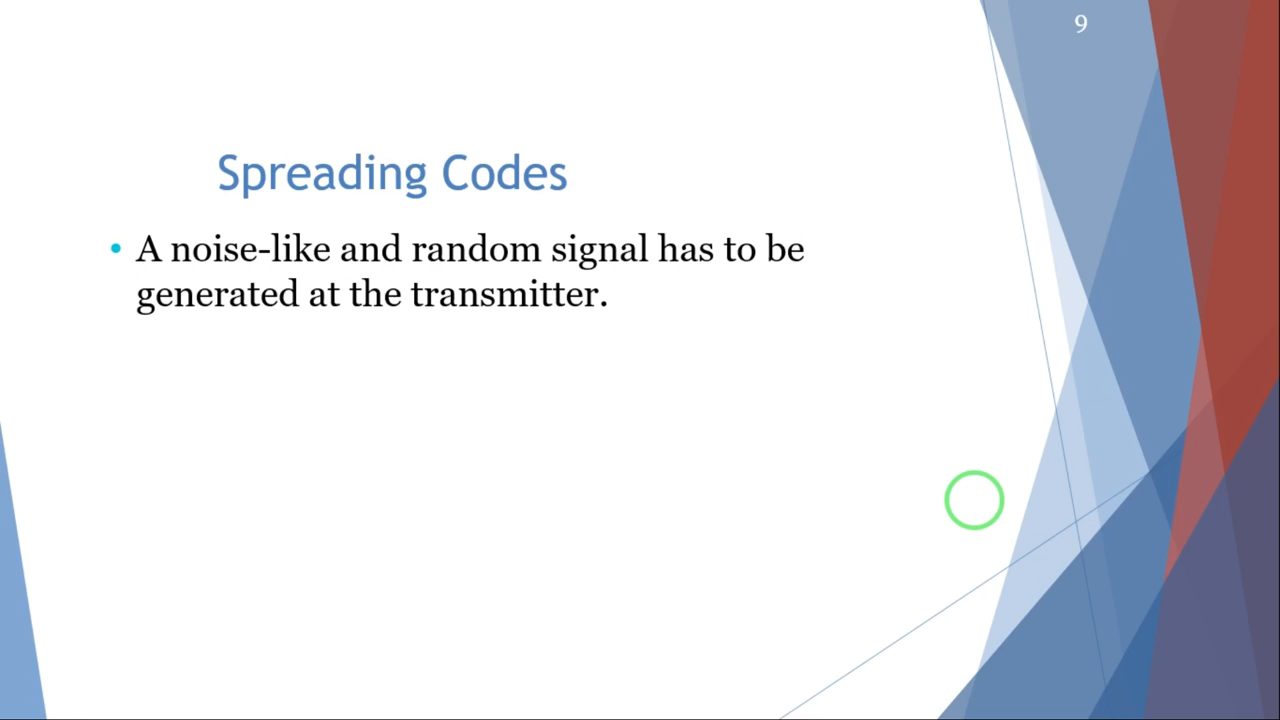 9
Spreading Codes
• A noise-like and random signal has to be
generated at the transmitter.